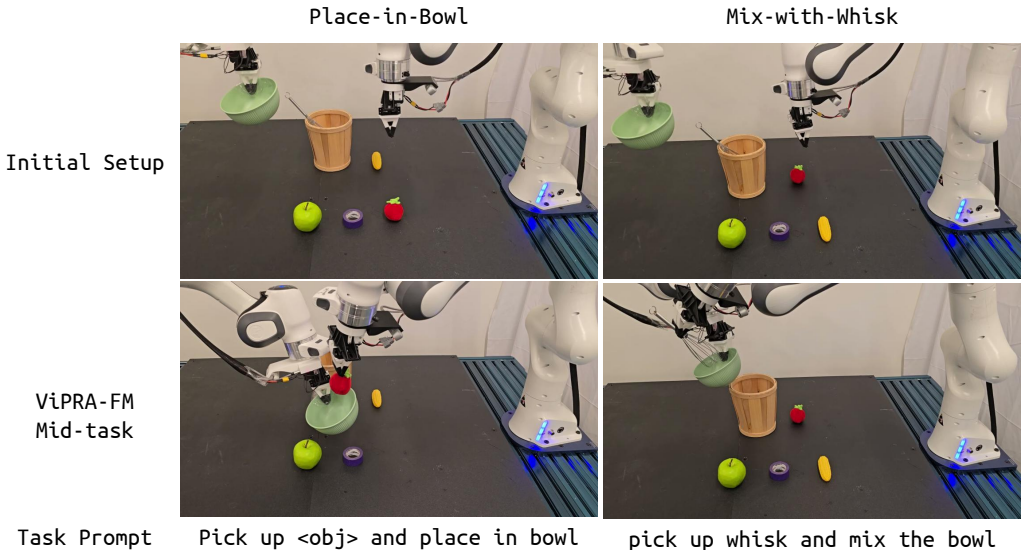 Place-in-Bowl
Mix-with-Whisk
Initial Setup
ViPRA-FM
Mid-task
Task Prompt
Pick up <obj> and place in bowl
pick up whisk and mix the bowl